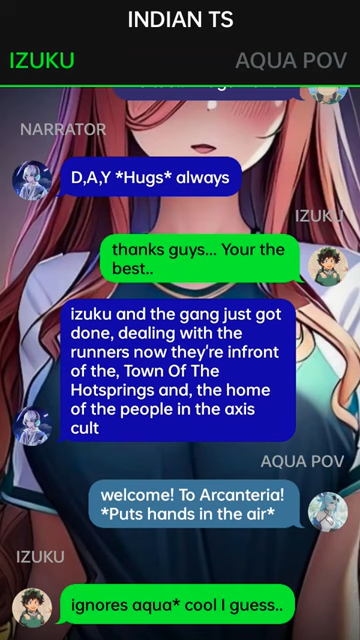 INDIAN TS
IZUKU
AQUA POV
NARRATOR
D,A,Y *Hugs* always
IZUKU
thanks guys... Your the
best..
izuku and the gang just got
done, dealing with the
runners now they're infront
of the, Town Of The
Hotsprings and, the home
of the people in the axis
cult
AQUA POV
welcome! To Arcanteria!
*Puts hands in the air*
IZUKU
ignores aqua* cool I guess..